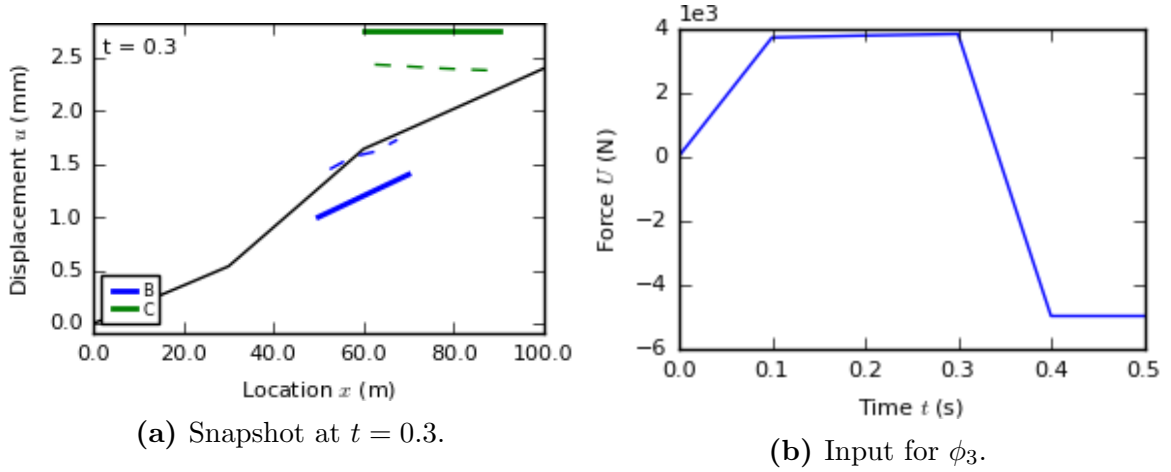 t = 0.3
2.5
2.0
1.5
1.0
0.5
0.0
Displacement u (mm)
B
C
0.0 20.0 40.0 60.0 80.0 100.0
Location x (m)
(a) Snapshot at t = 0.3.
1e3
4
2
0
−2
−4
−6
Force U (N)
0.0 0.1 0.2 0.3 0.4 0.5
Time t (s)
(b) Input for ϕ₃.